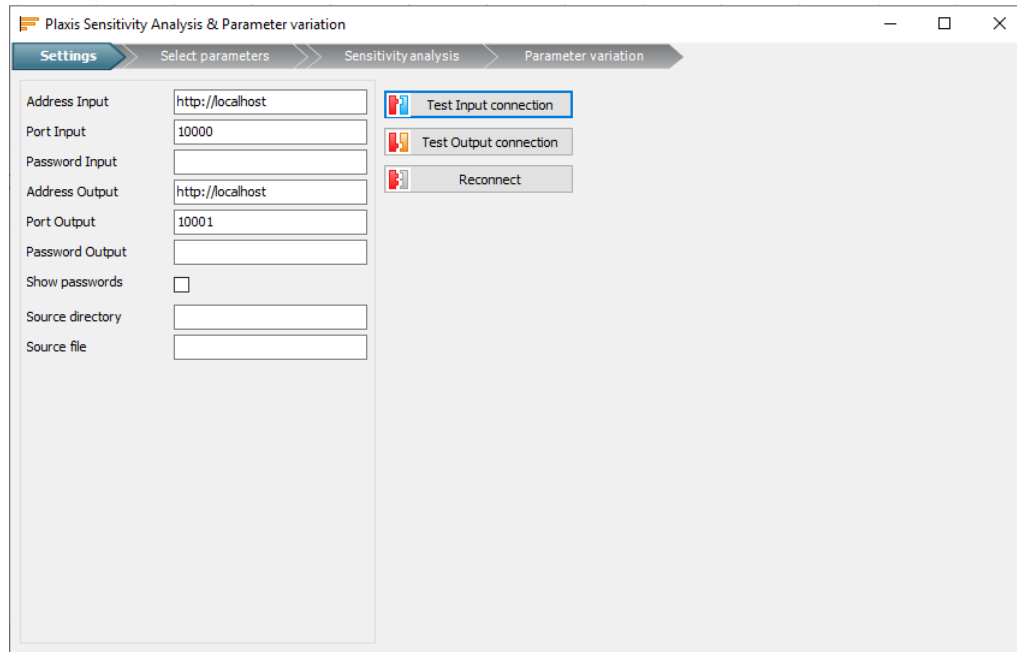 Plaxis Sensitivity Analysis & Parameter variation
Settings
Select parameters
Sensitivity analysis
Parameter variation
Address Input
http://localhost
Test Input connection
Port Input
10000
Test Output connection
Password Input
Reconnect
Address Output
http://localhost
Port Output
10001
Password Output
Show passwords
Source directory
Source file